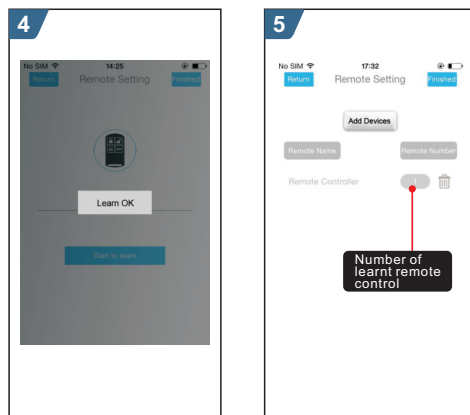 4
No SIM 14:25
Return Remote Setting Finished
Learn OK
Start to learn
5
No SIM 17:32
Return Remote Setting Finished
Add Devices
Remote Name Remote Number
Remote Controller 1
Number of
learnt remote
control